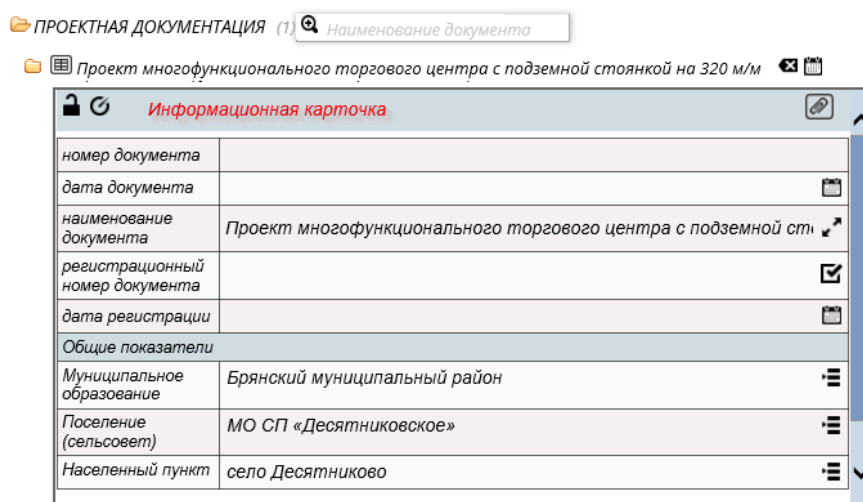 ПРОЕКТНАЯ ДОКУМЕНТАЦИЯ (1) Наименование документа
Проект многофункционального торгового центра с подземной стоянкой на 320 м/м
Информационная карточка
номер документа
дата документа
наименование
документа
Проект многофункционального торгового центра с подземной сто
регистрационный
номер документа
дата регистрации
Общие показатели
Муниципальное
образование
Брянский муниципальный район
Поселение
(сельсовет)
МО СП «Десятниковское»
Населенный пункт село Десятниково